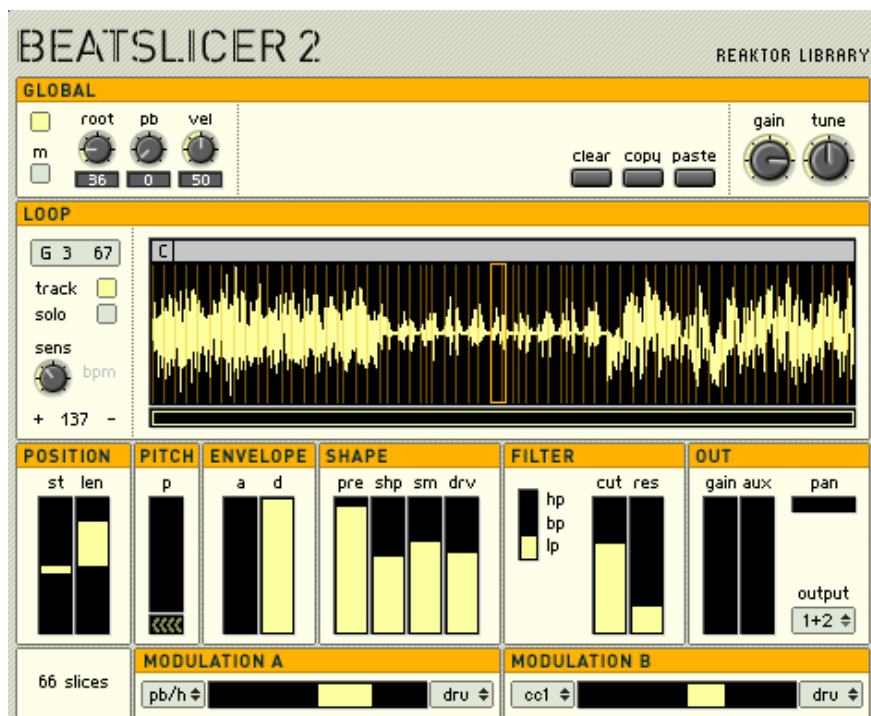 BEATSLICER 2
REAKTOR LIBRARY
GLOBAL
root pb vel
gain tune
m
clear copy paste
36 0 50
LOOP
G 3 67
C
track
solo
sens
bpm
+ 137 -
POSITION PITCH ENVELOPE SHAPE FILTER OUT
st len p a d pre shp sm drv cut res gain aux pan
hp
bp
lp
output
1+2
66 slices
MODULATION A MODULATION B
pb/h drv cc1 drv